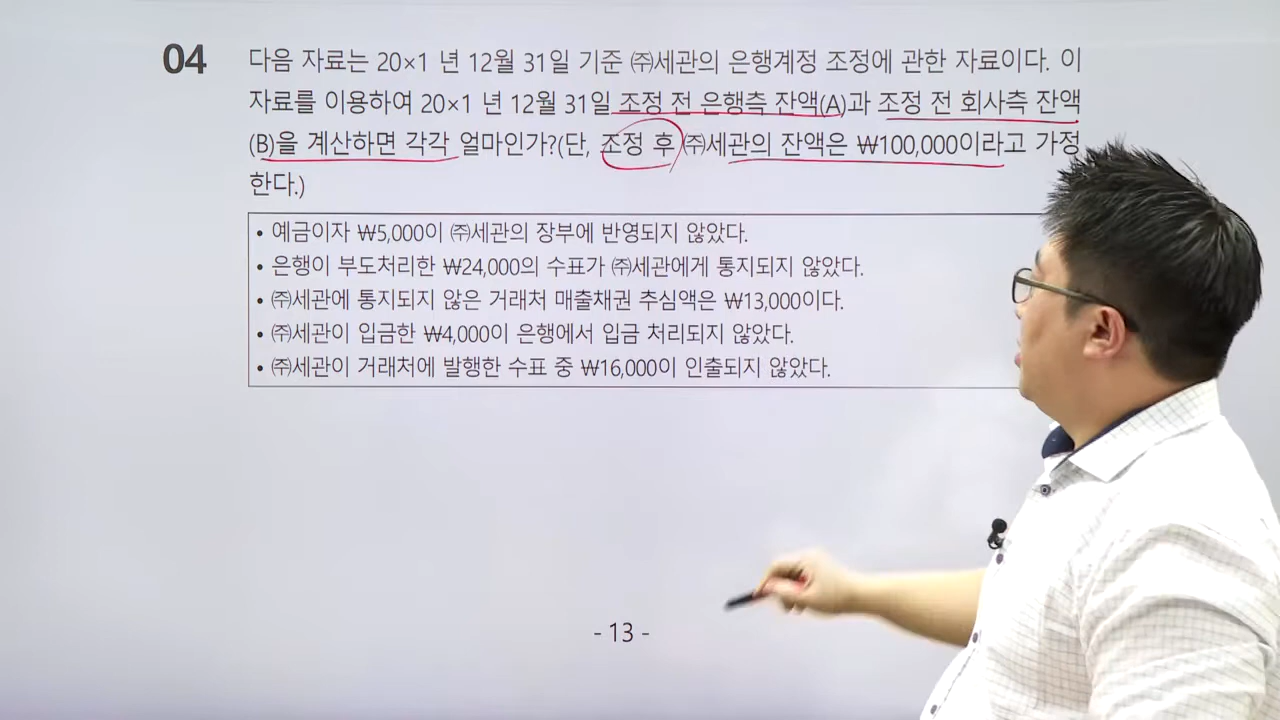 04 다음 자료는 20×1 년 12월 31일 기준 ㈜세관의 은행계정 조정에 관한 자료이다. 이
자료를 이용하여 20×1 년 12월 31일 조정 전 은행측 잔액(A)과 조정 전 회사측 잔액
(B)을 계산하면 각각 얼마인가?(단, 조정 후 ㈜세관의 잔액은 ₩100,000이라고 가정
한다.)
• 예금이자 ₩5,000이 ㈜세관의 장부에 반영되지 않았다.
• 은행이 부도처리한 ₩24,000의 수표가 ㈜세관에게 통지되지 않았다.
• ㈜세관에 통지되지 않은 거래처 매출채권 추심액은 ₩13,000이다.
• ㈜세관이 입금한 ₩4,000이 은행에서 입금 처리되지 않았다.
• ㈜세관이 거래처에 발행한 수표 중 ₩16,000이 인출되지 않았다.
- 13 -